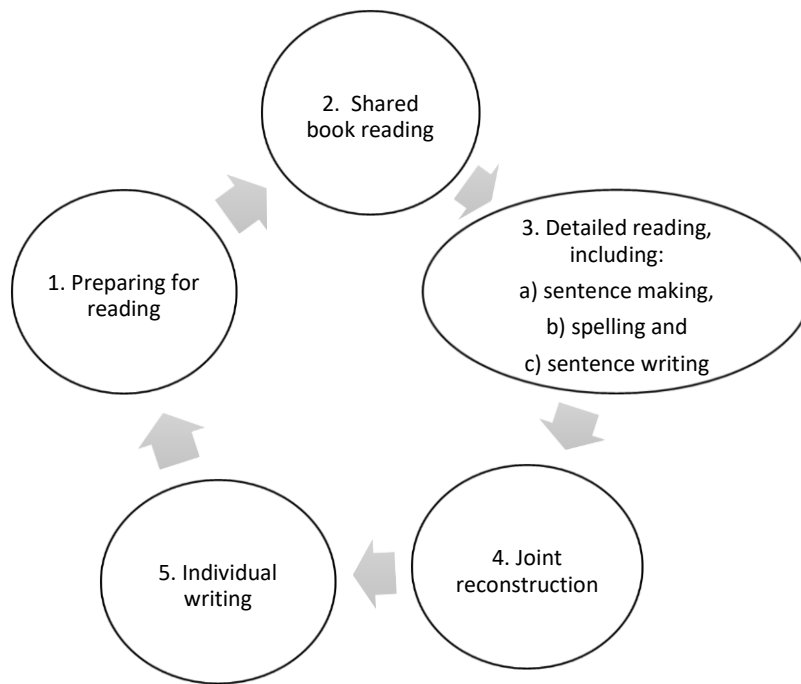 1. Preparing for
reading
2. Shared
book reading
3. Detailed reading,
including:
a) sentence making,
b) spelling and
c) sentence writing
4. Joint
reconstruction
5. Individual
writing